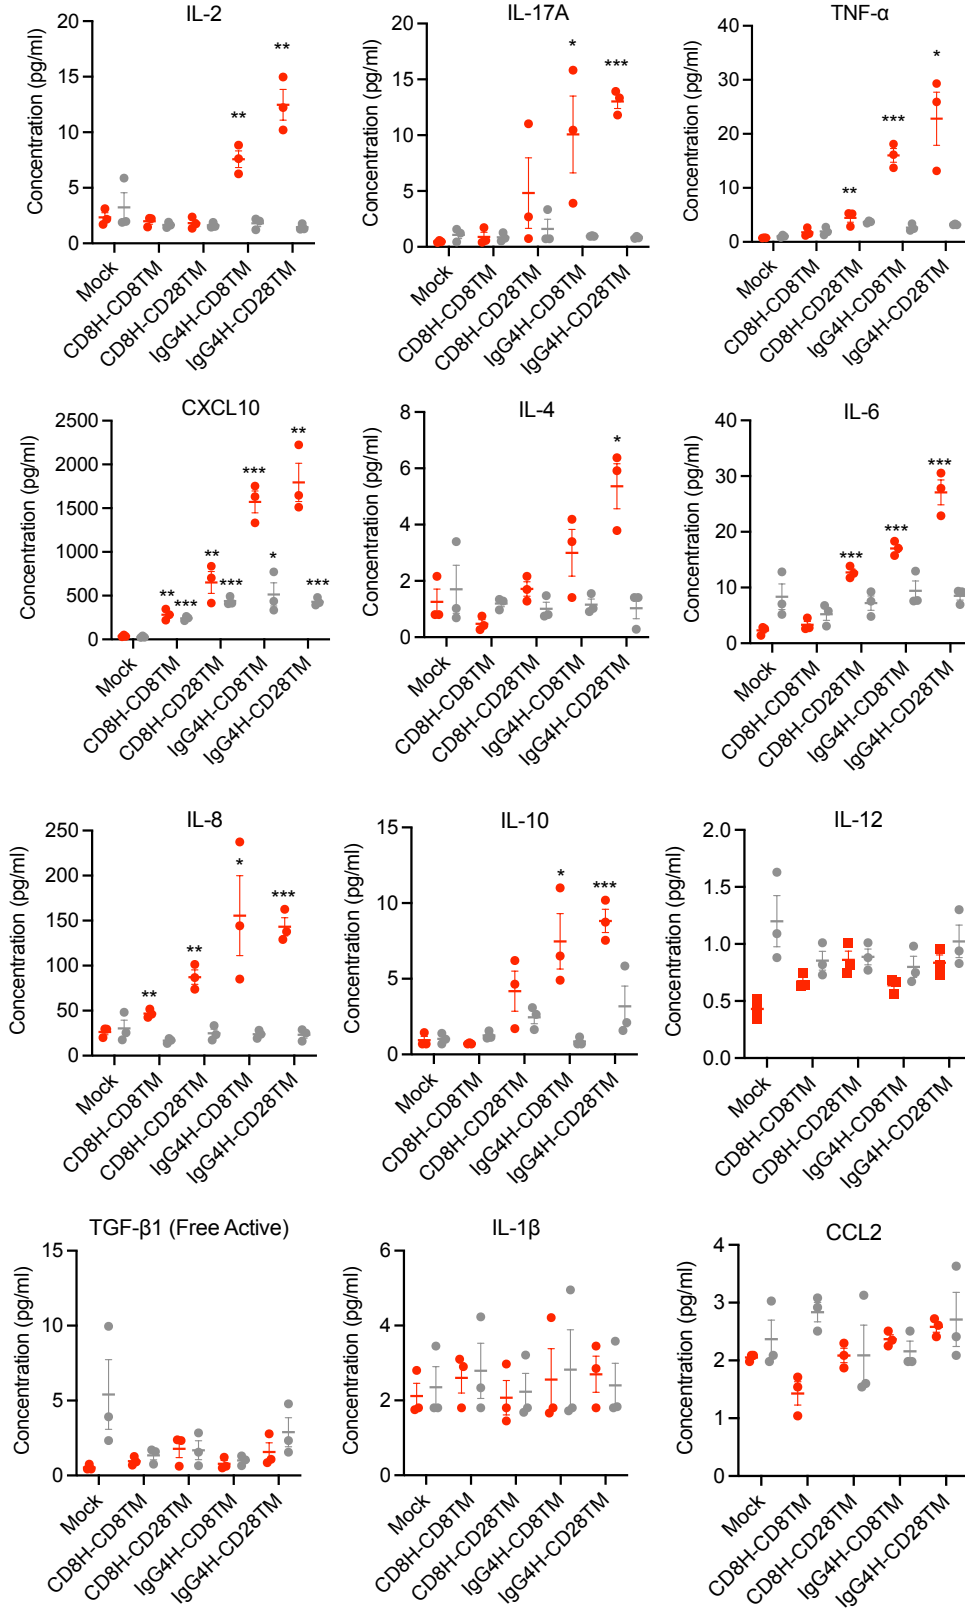 IL-2
Concentration (pg/ml)
20
15
10
5
0
**
**
Mock
CD8H-CD8TM
CD8H-CD28TM
IgG4H-CD8TM
IgG4H-CD28TM
IL-17A
Concentration (pg/ml)
20
15
10
5
0
*
***
Mock
CD8H-CD8TM
CD8H-CD28TM
IgG4H-CD8TM
IgG4H-CD28TM
TNF-α
Concentration (pg/ml)
40
30
20
10
0
**
***
*
Mock
CD8H-CD8TM
CD8H-CD28TM
IgG4H-CD8TM
IgG4H-CD28TM
CXCL10
Concentration (pg/ml)
2500
2000
1500
1000
500
0
**
***
**
***
***
*
**
***
Mock
CD8H-CD8TM
CD8H-CD28TM
IgG4H-CD8TM
IgG4H-CD28TM
IL-4
Concentration (pg/ml)
8
6
4
2
0
*
Mock
CD8H-CD8TM
CD8H-CD28TM
IgG4H-CD8TM
IgG4H-CD28TM
IL-6
Concentration (pg/ml)
40
30
20
10
0
***
***
***
Mock
CD8H-CD8TM
CD8H-CD28TM
IgG4H-CD8TM
IgG4H-CD28TM
IL-8
Concentration (pg/ml)
250
200
150
100
50
0
**
**
*
***
Mock
CD8H-CD8TM
CD8H-CD28TM
IgG4H-CD8TM
IgG4H-CD28TM
IL-10
Concentration (pg/ml)
15
10
5
0
*
***
Mock
CD8H-CD8TM
CD8H-CD28TM
IgG4H-CD8TM
IgG4H-CD28TM
IL-12
Concentration (pg/ml)
2.0
1.5
1.0
0.5
0.0
Mock
CD8H-CD8TM
CD8H-CD28TM
IgG4H-CD8TM
IgG4H-CD28TM
TGF-β1 (Free Active)
Concentration (pg/ml)
15
10
5
0
Mock
CD8H-CD8TM
CD8H-CD28TM
IgG4H-CD8TM
IgG4H-CD28TM
IL-1β
Concentration (pg/ml)
6
4
2
0
Mock
CD8H-CD8TM
CD8H-CD28TM
IgG4H-CD8TM
IgG4H-CD28TM
CCL2
Concentration (pg/ml)
4
3
2
1
0
Mock
CD8H-CD8TM
CD8H-CD28TM
IgG4H-CD8TM
IgG4H-CD28TM